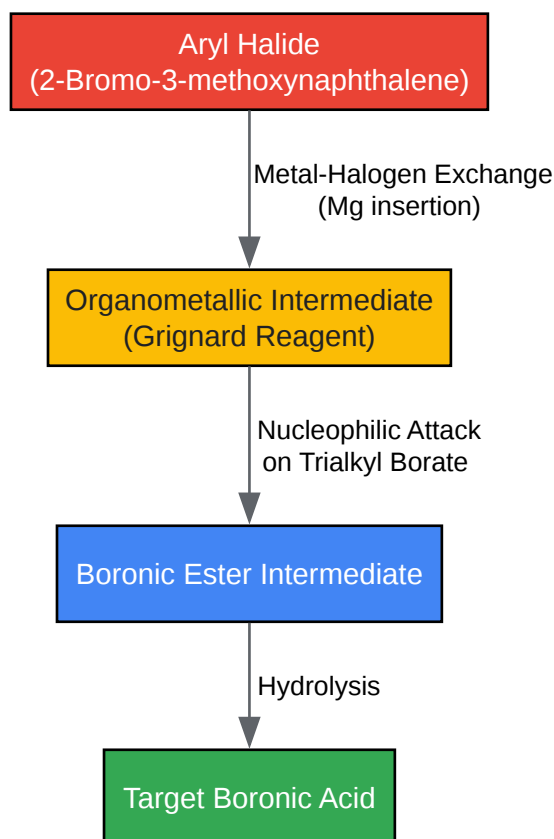 Aryl Halide
(2-Bromo-3-methoxynaphthalene)
Metal-Halogen Exchange
(Mg insertion)
Organometallic Intermediate
(Grignard Reagent)
Nucleophilic Attack
on Trialkyl Borate
Boronic Ester Intermediate
Hydrolysis
Target Boronic Acid